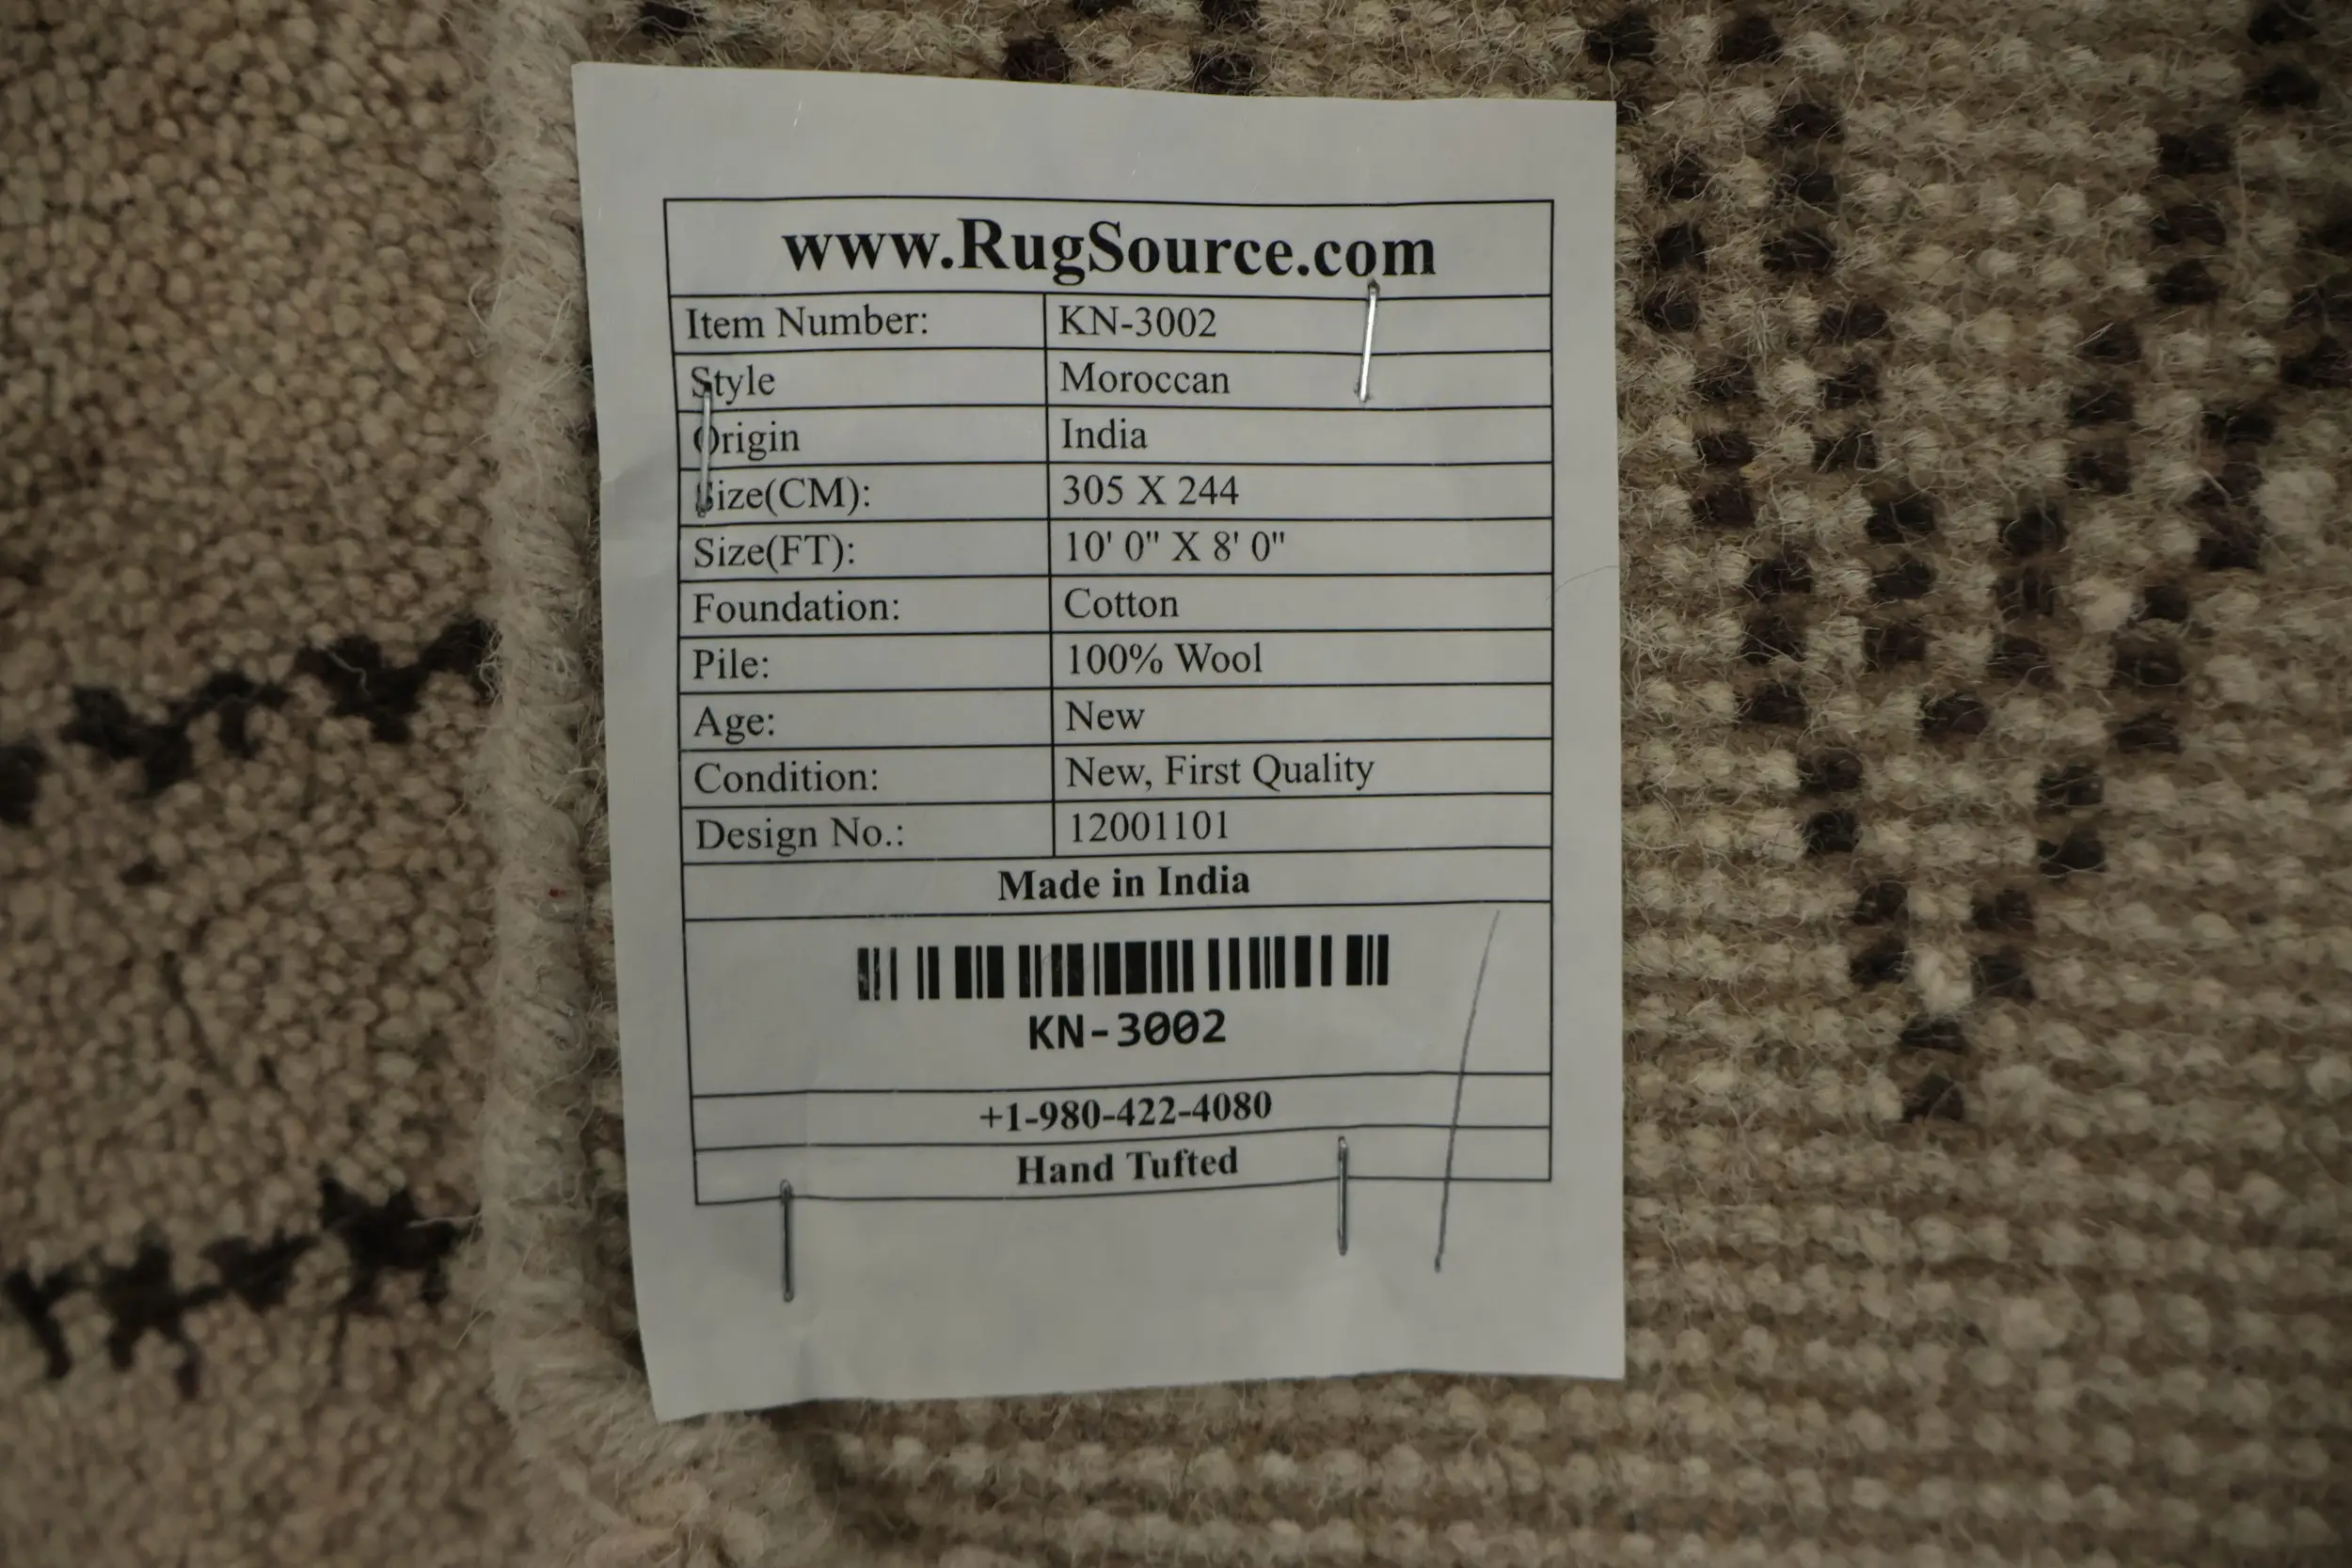 www.RugSource.com
Item Number: KN-3002
Style Moroccan
Origin India
Size(CM): 305 X 244
Size(FT): 10' 0" X 8' 0"
Foundation: Cotton
Pile: 100% Wool
Age: New
Condition: New, First Quality
Design No.: 12001101
Made in India
KN-3002
+1-980-422-4080
Hand Tufted